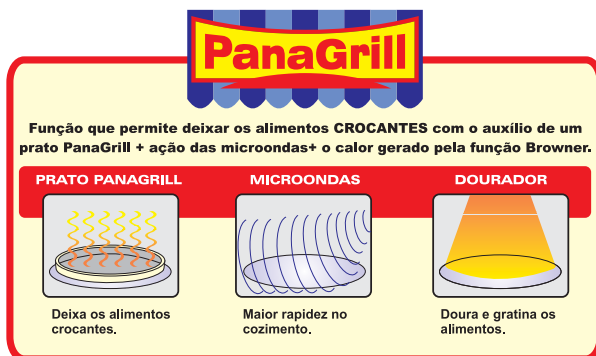 PanaGrill
Função que permite deixar os alimentos CROCANTES com o auxílio de um
prato PanaGrill + ação das microondas+ o calor gerado pela função Browner.
PRATO PANAGRILL
MICROONDAS
DOURADOR
Deixa os alimentos
crocantes.
Maior rapidez no
cozimento.
Doura e gratina os
alimentos.